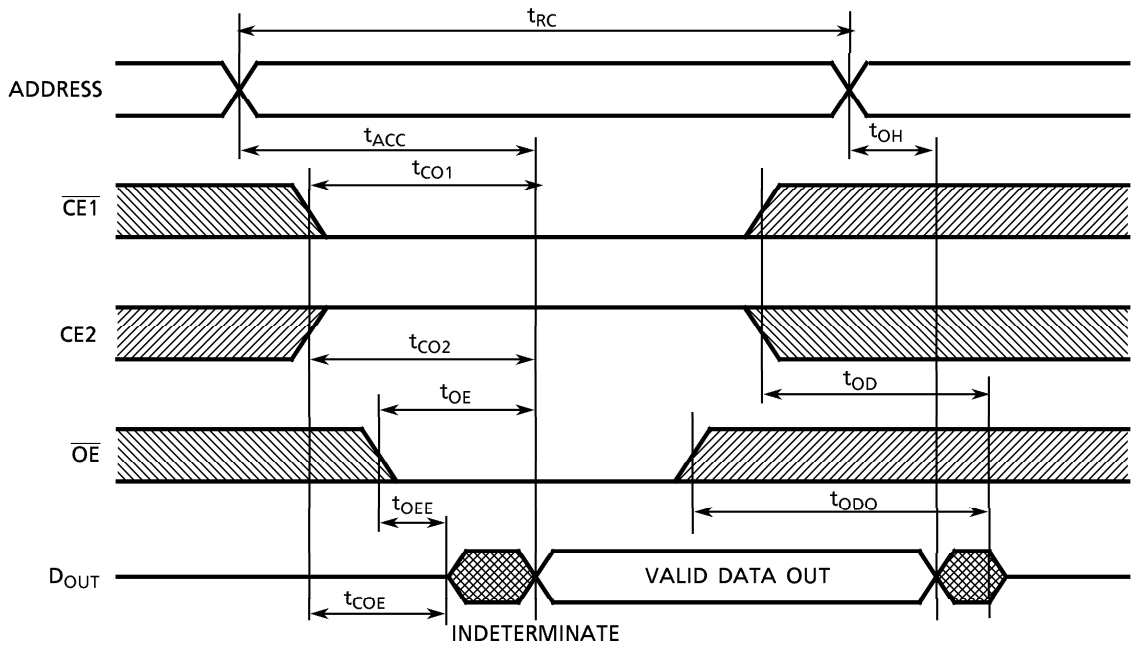 tRC
ADDRESS
tACC
tOH
tCO1
CE1
CE2
tCO2
tOD
tOE
OE
tOEE
tODO
DOUT
VALID DATA OUT
tCOE
INDETERMINATE